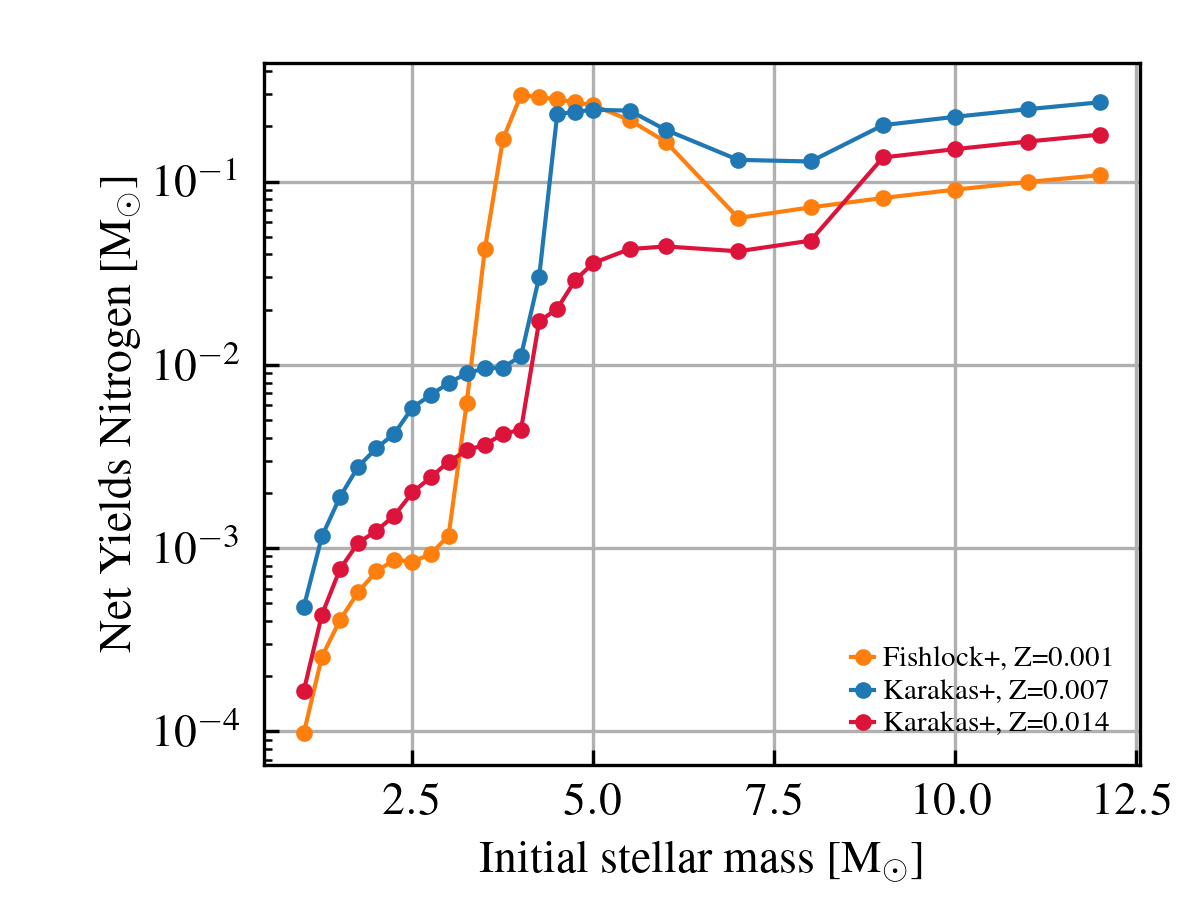 Net Yields Nitrogen [M☉]
10⁻¹
10⁻²
10⁻³
10⁻⁴
Fishlock+, Z=0.001
Karakas+, Z=0.007
Karakas+, Z=0.014
2.5 5.0 7.5 10.0 12.5
Initial stellar mass [M☉]